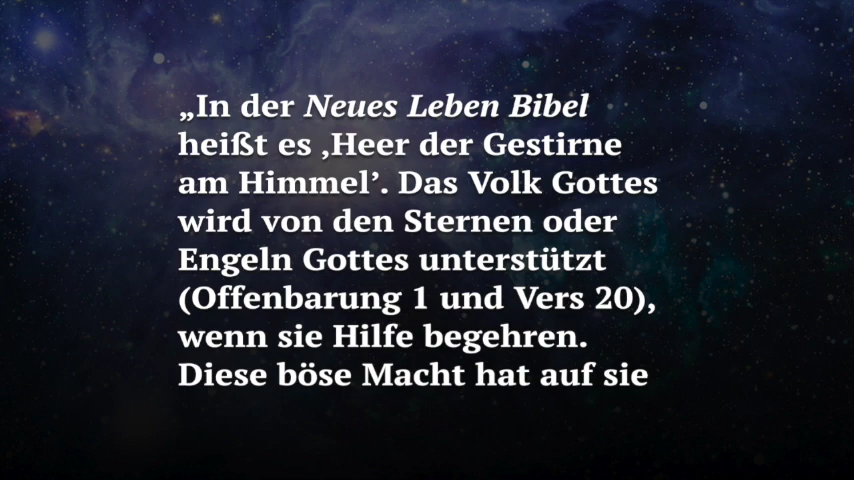 „In der Neues Leben Bibel
heißt es ‚Heer der Gestirne
am Himmel’. Das Volk Gottes
wird von den Sternen oder
Engeln Gottes unterstützt
(Offenbarung 1 und Vers 20),
wenn sie Hilfe begehren.
Diese böse Macht hat auf sie